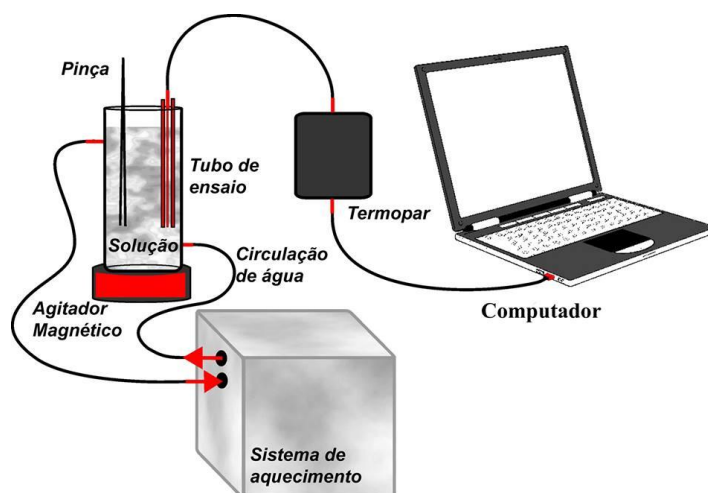 Pinça
Tubo de
ensaio
Termopar
Solução
Circulação
de água
Agitador
Magnético
Computador
Sistema de
aquecimento